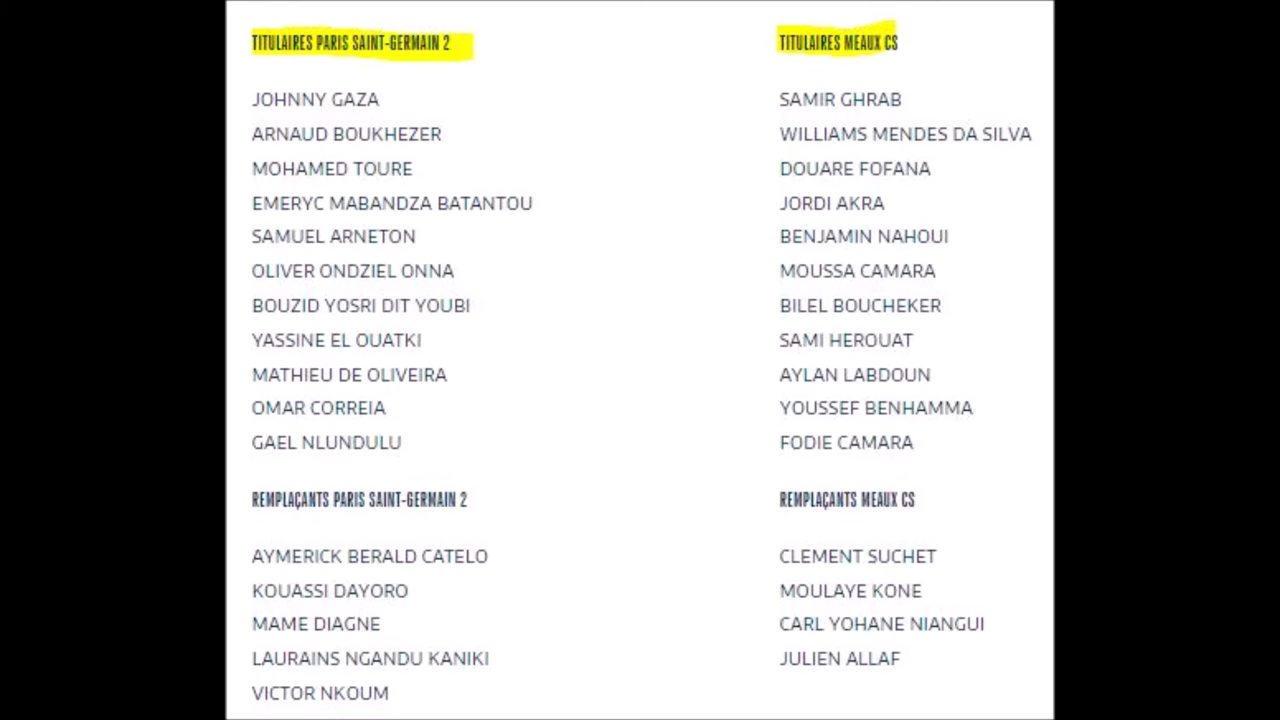 TITULAIRES PARIS SAINT-GERMAIN 2
JOHNNY GAZA
ARNAUD BOUKHEZER
MOHAMED TOURE
EMERYC MABANDZA BATANTOU
SAMUEL ARNETON
OLIVER ONDZIEL ONNA
BOUZID YOSRI DIT YOUBI
YASSINE EL OUATKI
MATHIEU DE OLIVEIRA
OMAR CORREIA
GAEL NLUNDULU
REMPLAÇANTS PARIS SAINT-GERMAIN 2
AYMERICK BERALD CATELO
KOUASSI DAYORO
MAME DIAGNE
LAURAINS NGANDU KANIKI
VICTOR NKOUM
TITULAIRES MEAUX CS
SAMIR GHRAB
WILLIAMS MENDES DA SILVA
DOUARE FOFANA
JORDI AKRA
BENJAMIN NAHOUI
MOUSSA CAMARA
BILEL BOUCHEKER
SAMI HEROUAT
AYLAN LABDOUN
YOUSSEF BENHAMMA
FODIE CAMARA
REMPLAÇANTS MEAUX CS
CLEMENT SUCHET
MOULAYE KONE
CARL YOHANE NIANGUI
JULIEN ALLAF